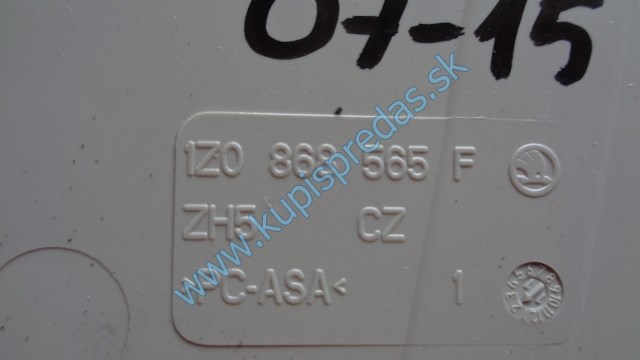 07-15
1Z0 868 565 F
ZH5 CZ
>PC-ASA< 1
www.kupispredas.sk